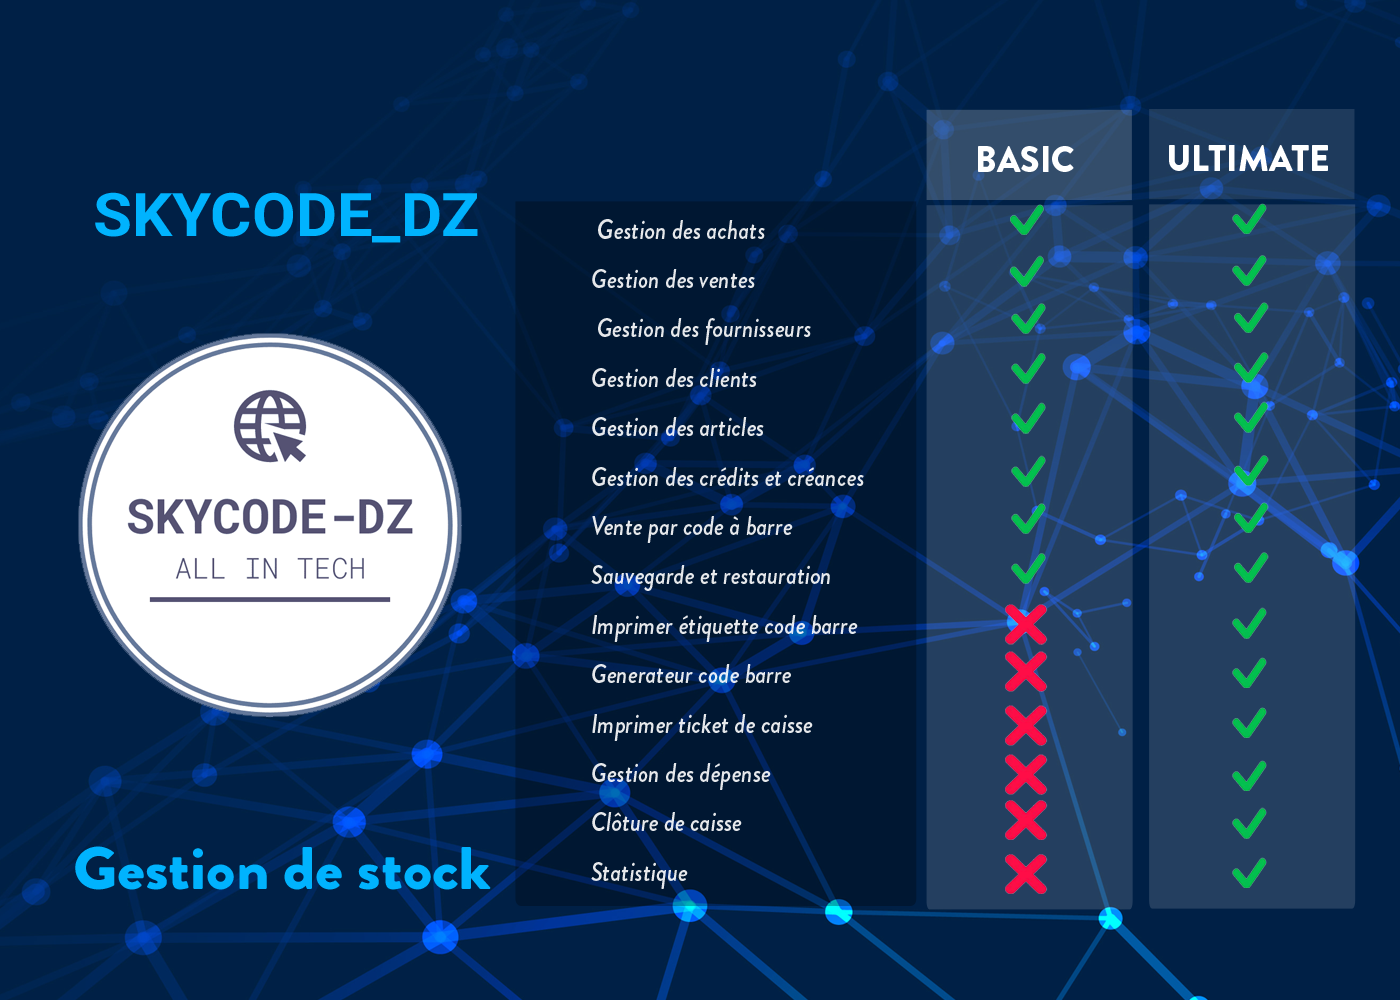 BASIC
ULTIMATE
SKYCODE_DZ
Gestion des achats
Gestion des ventes
Gestion des fournisseurs
Gestion des clients
Gestion des articles
Gestion des crédits et créances
Vente par code à barre
Sauvegarde et restauration
Imprimer étiquette code barre
Generateur code barre
Imprimer ticket de caisse
Gestion des dépense
Clôture de caisse
Statistique
SKYCODE-DZ
ALL IN TECH
Gestion de stock